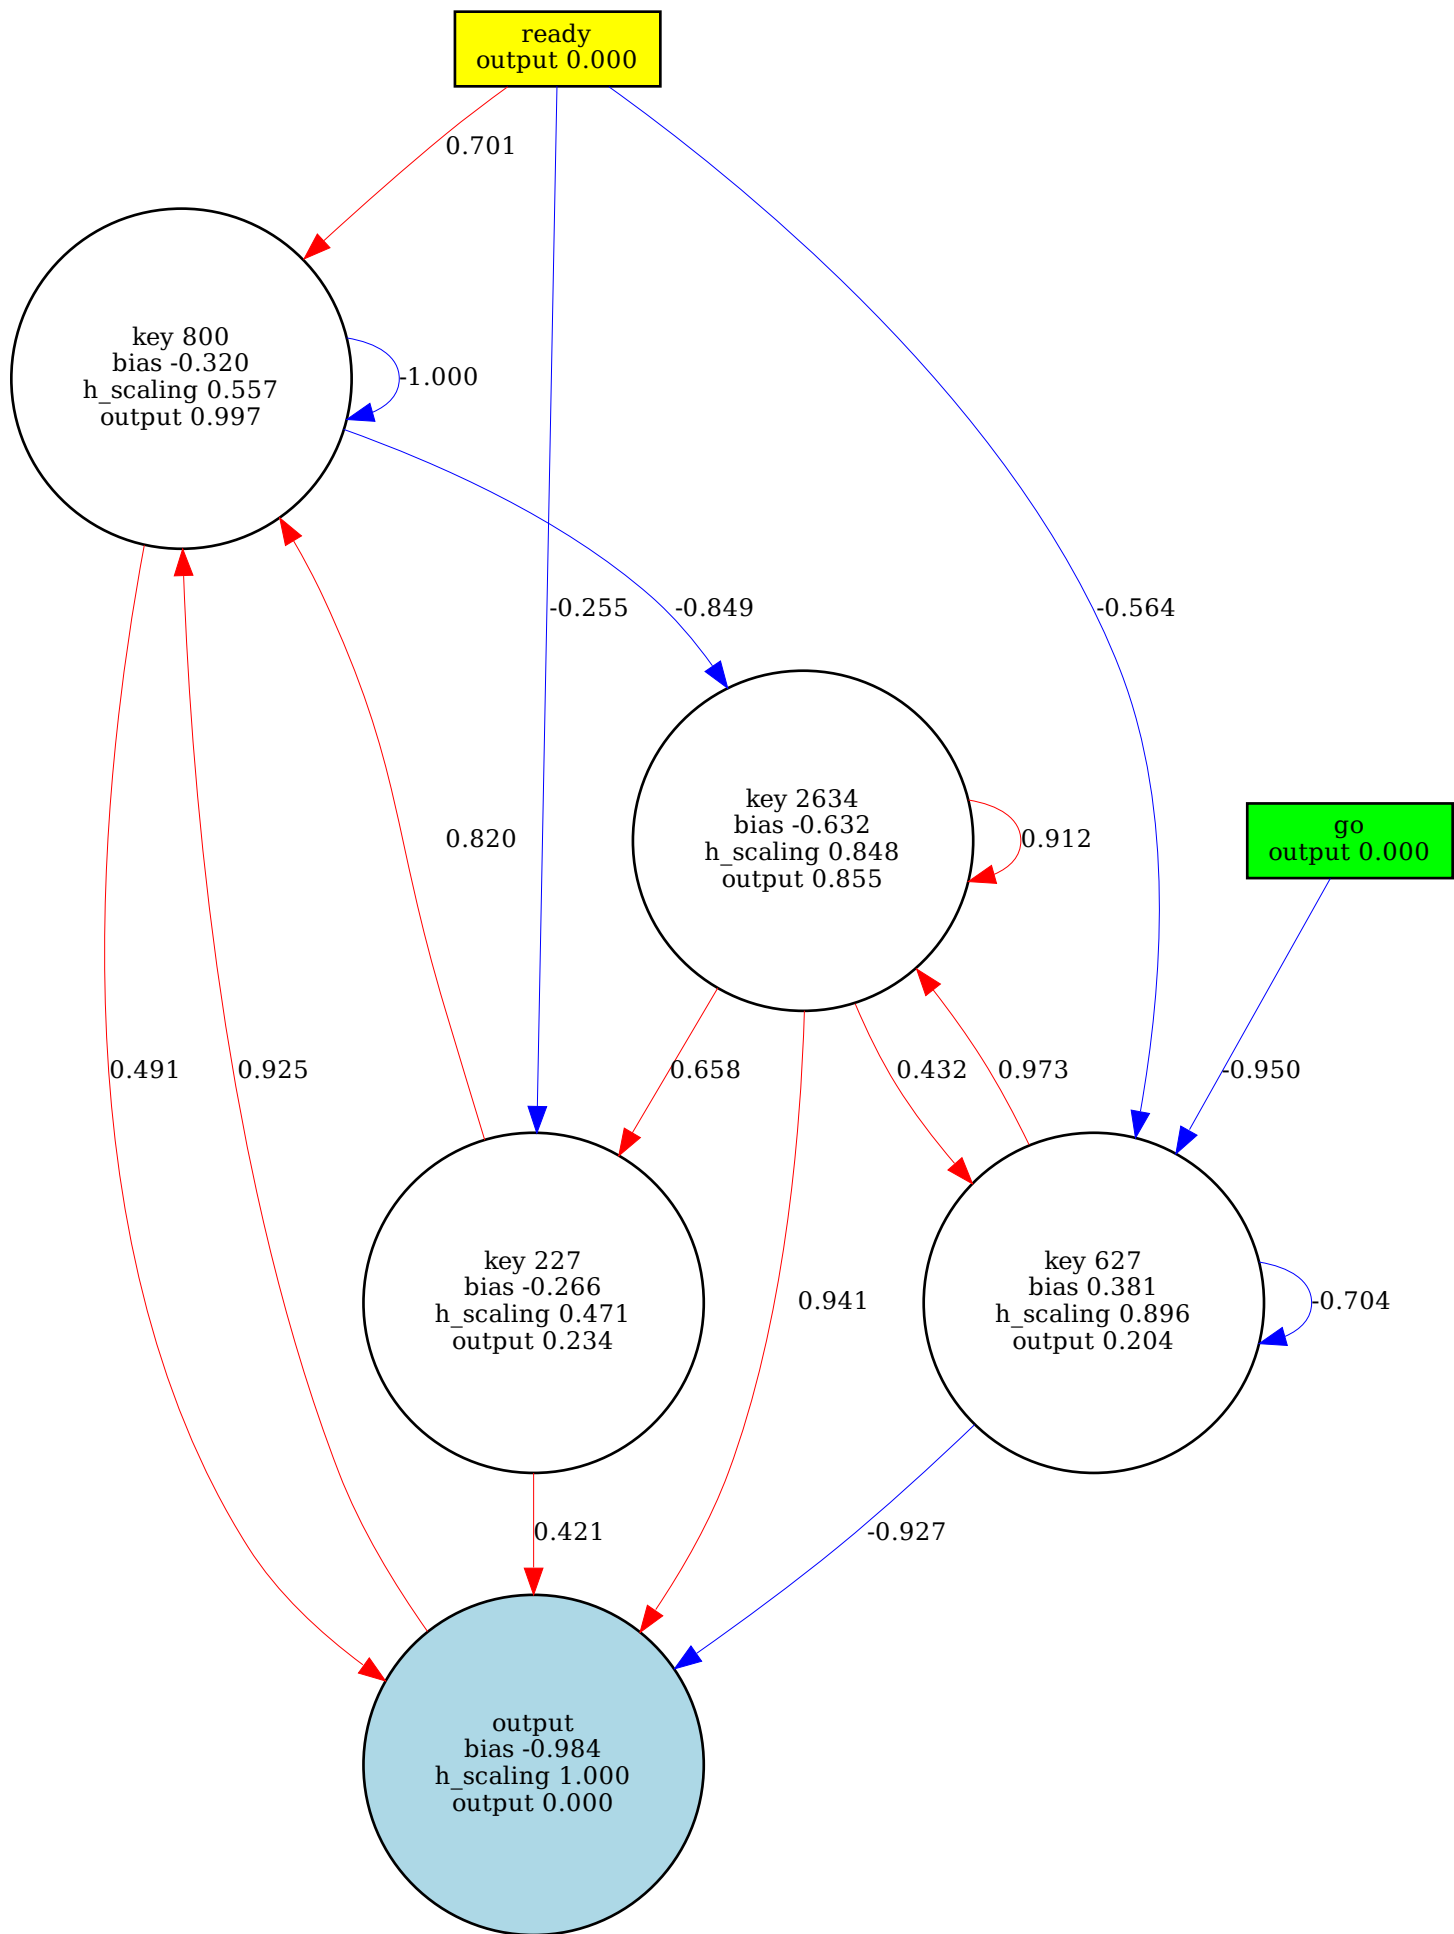 ready
output 0.000
0.701
key 800
bias -0.320
h_scaling 0.557
output 0.997
-1.000
-0.255
-0.849
-0.564
key 2634
bias -0.632
h_scaling 0.848
output 0.855
0.912
0.820
go
output 0.000
0.491
0.925
0.658
0.432
0.973
-0.950
key 227
bias -0.266
h_scaling 0.471
output 0.234
0.941
key 627
bias 0.381
h_scaling 0.896
output 0.204
-0.704
0.421
-0.927
output
bias -0.984
h_scaling 1.000
output 0.000